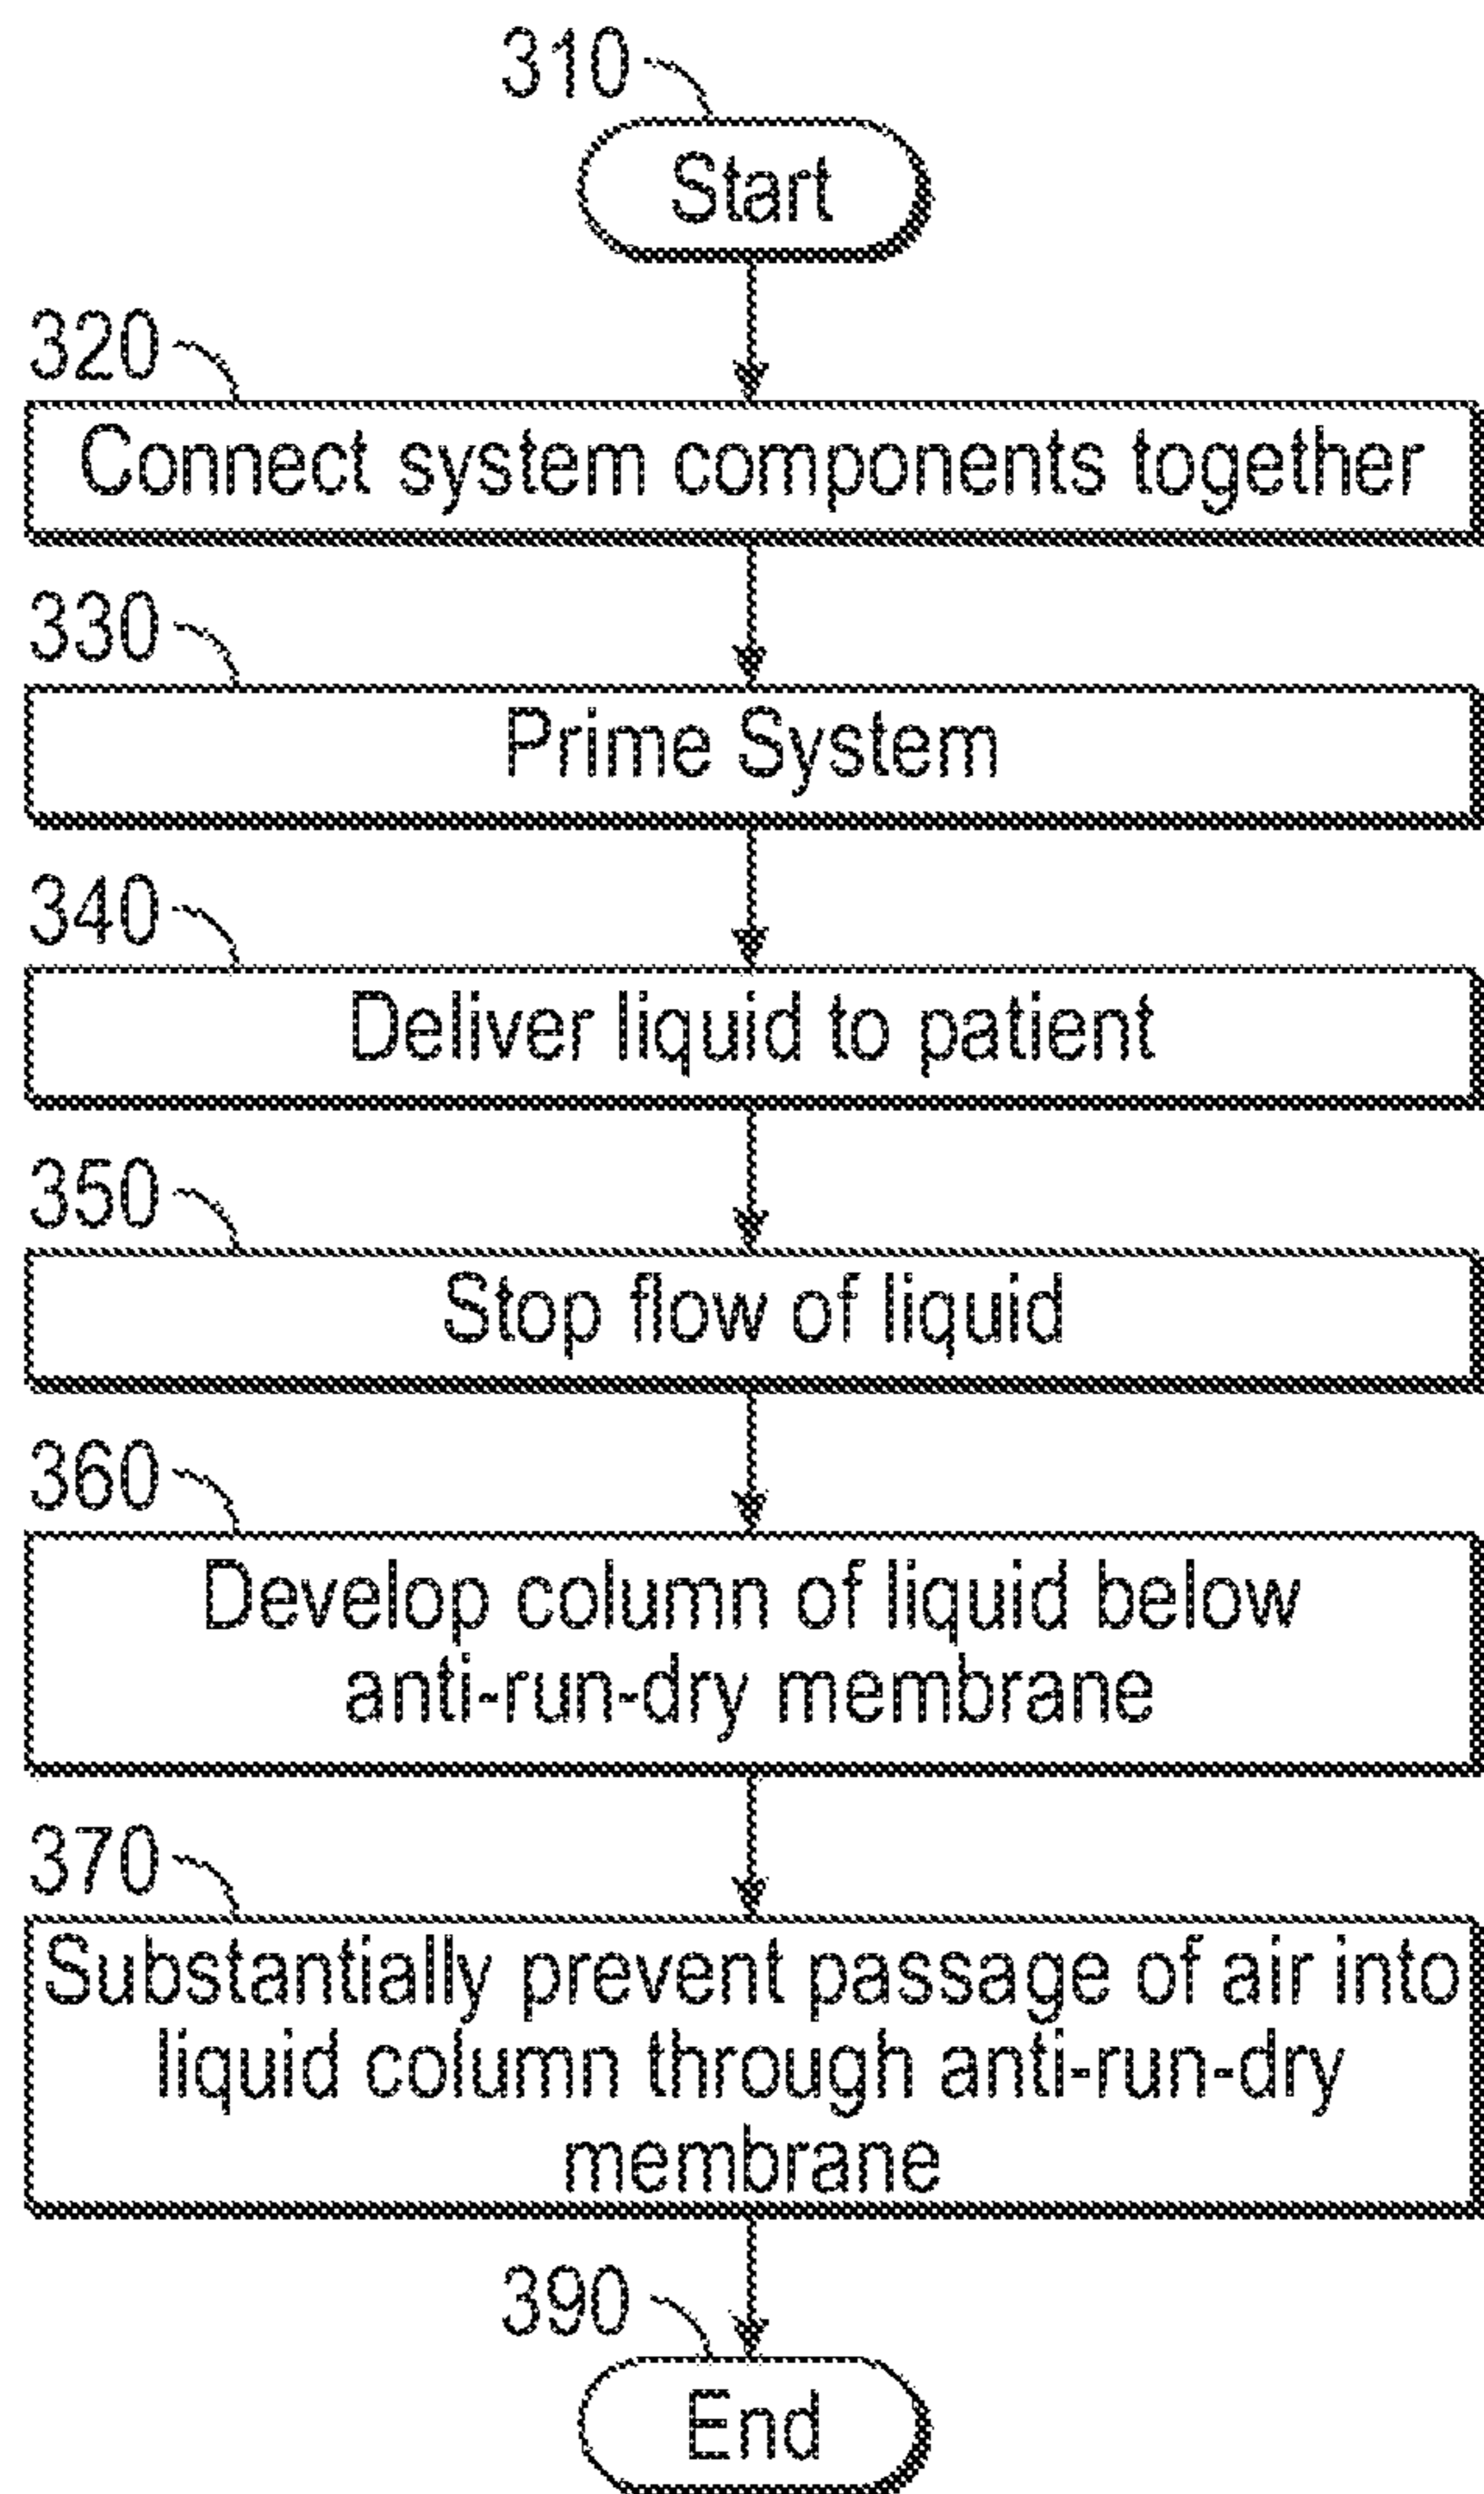 310
Start
320
Connect system components together
330
Prime System
340
Deliver liquid to patient
350
Stop flow of liquid
360
Develop column of liquid below
anti-run-dry membrane
370
Substantially prevent passage of air into
liquid column through anti-run-dry
membrane
390
End